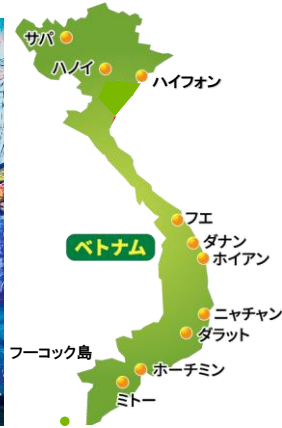 サパ
ハノイ
ハイフォン
フエ
ダナン
ベトナム
ホイアン
ニャチャン
ダラット
フーコック島
ホーチミン
ミトー